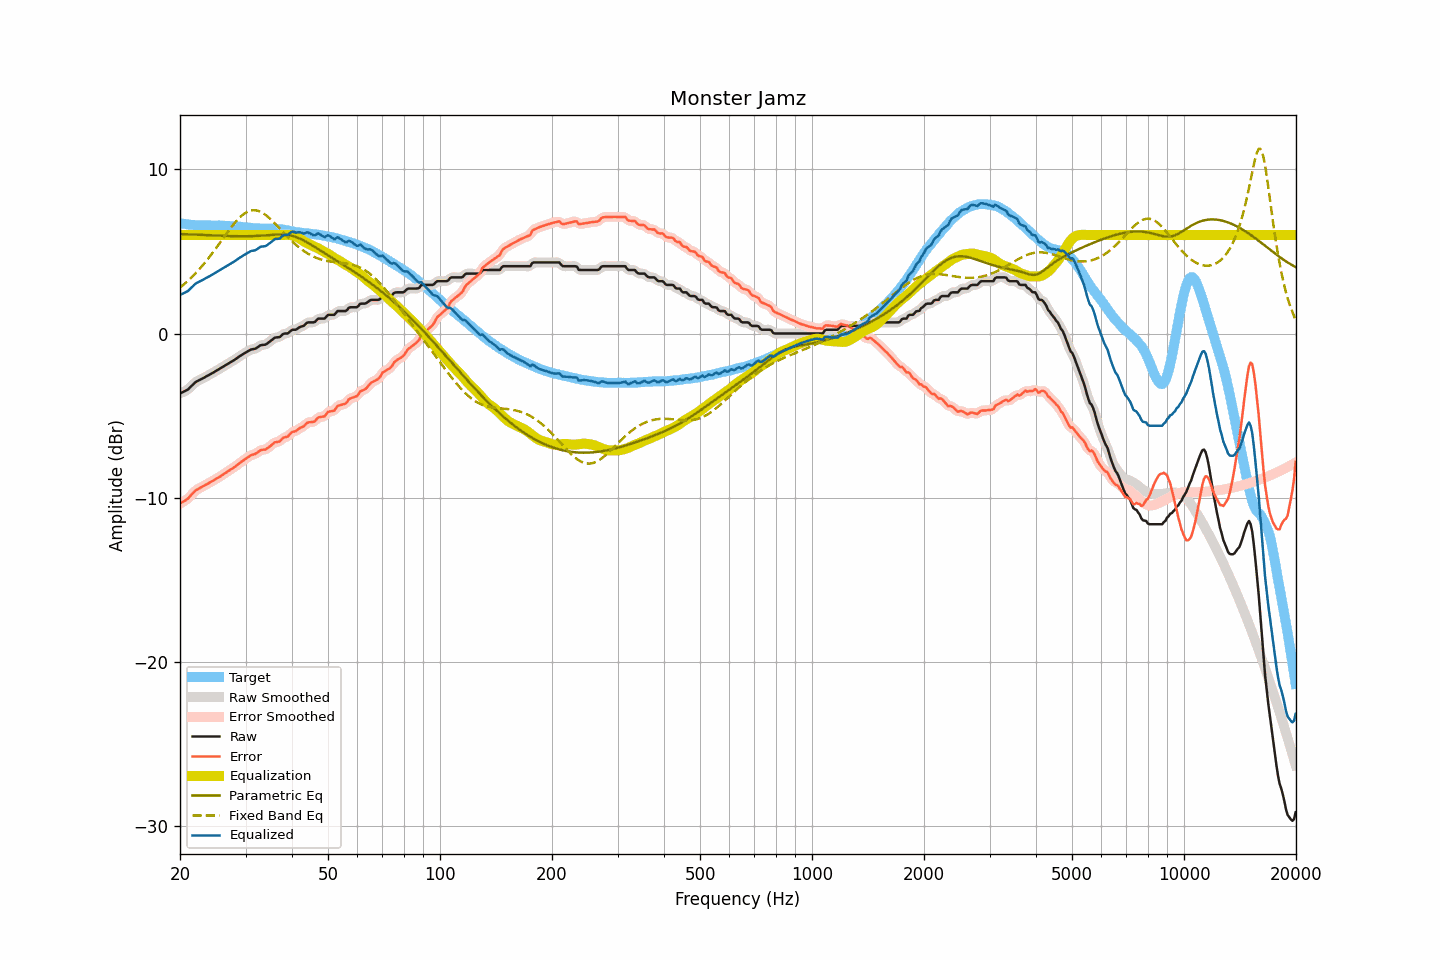 Monster Jamz
Amplitude (dBr)
10
0
−10
−20
−30
Target
Raw Smoothed
Error Smoothed
Raw
Error
Equalization
Parametric Eq
Fixed Band Eq
Equalized
20 50 100 200 500 1000 2000 5000 10000 20000
Frequency (Hz)